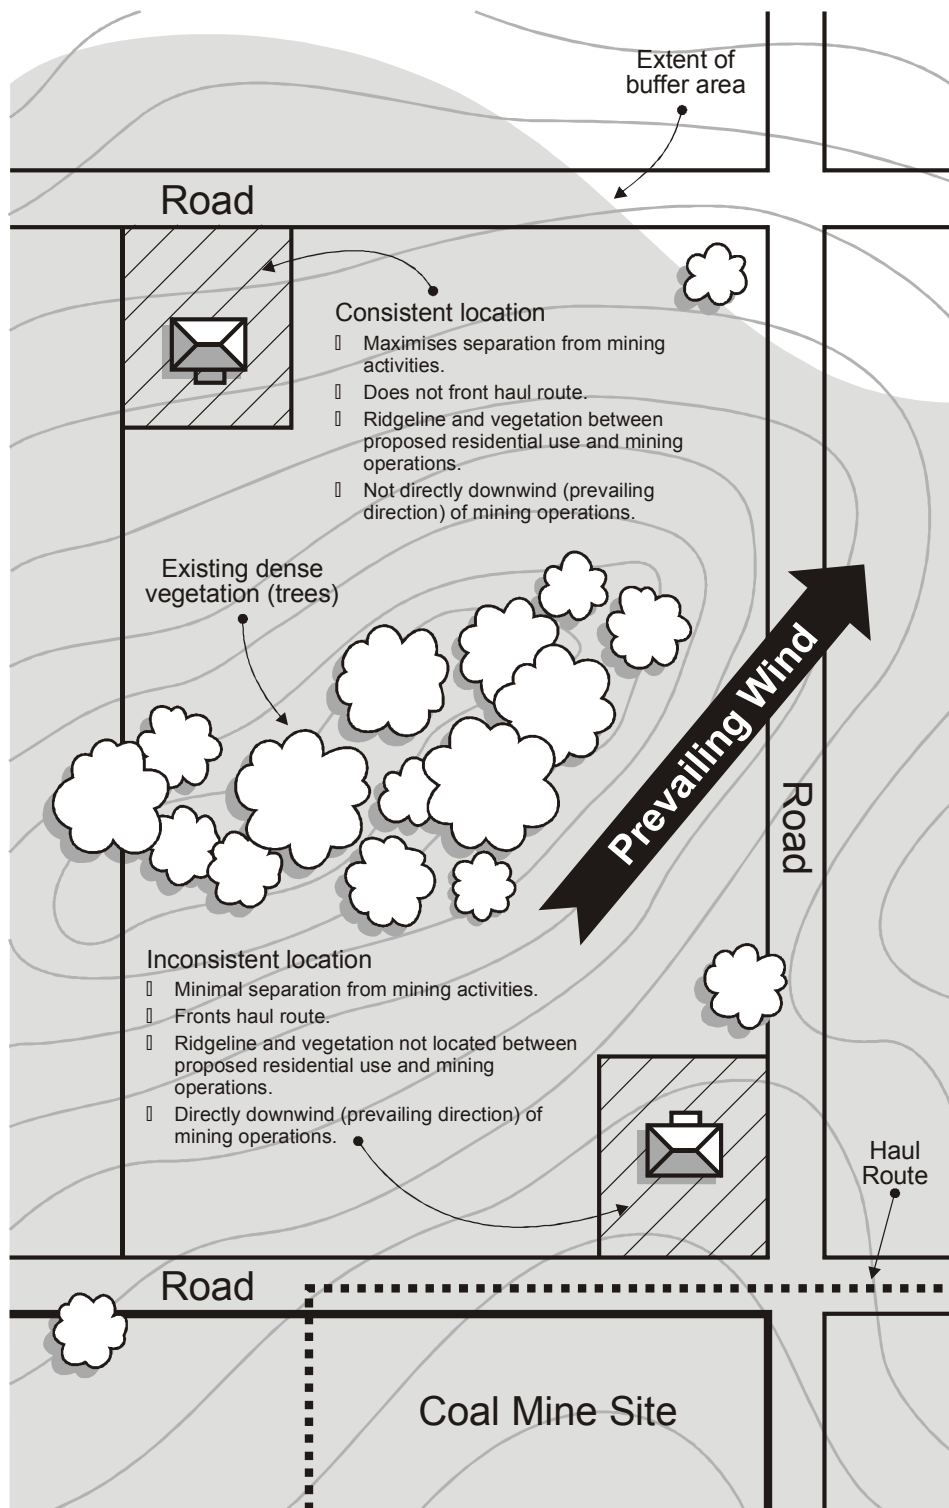 Extent of
buffer area
Road
Consistent location
▯ Maximises separation from mining
activities.
▯ Does not front haul route.
▯ Ridgeline and vegetation between
proposed residential use and mining
operations.
▯ Not directly downwind (prevailing
direction) of mining operations.
Existing dense
vegetation (trees)
Prevailing Wind
Road
Inconsistent location
▯ Minimal separation from mining activities.
▯ Fronts haul route.
▯ Ridgeline and vegetation not located between
proposed residential use and mining
operations.
▯ Directly downwind (prevailing direction) of
mining operations.
Haul
Route
Road
Coal Mine Site